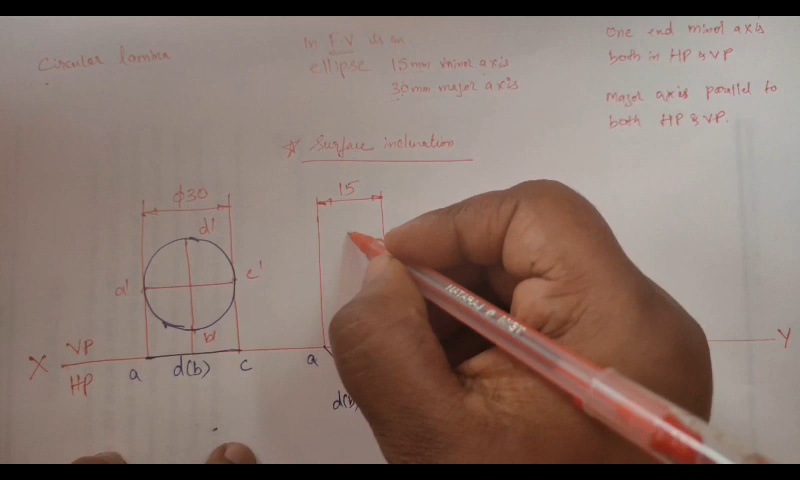 Circular lamina
In F.V is an
ellipse 15mm minor axis
30mm major axis
One end minor axis
both in HP & VP
Major axis parallel to
both HP & VP.
* Surface inclination
φ30
15
d'
a'
c'
b'
X
VP
HP
a
d(b)
c
a
d(b)
Y